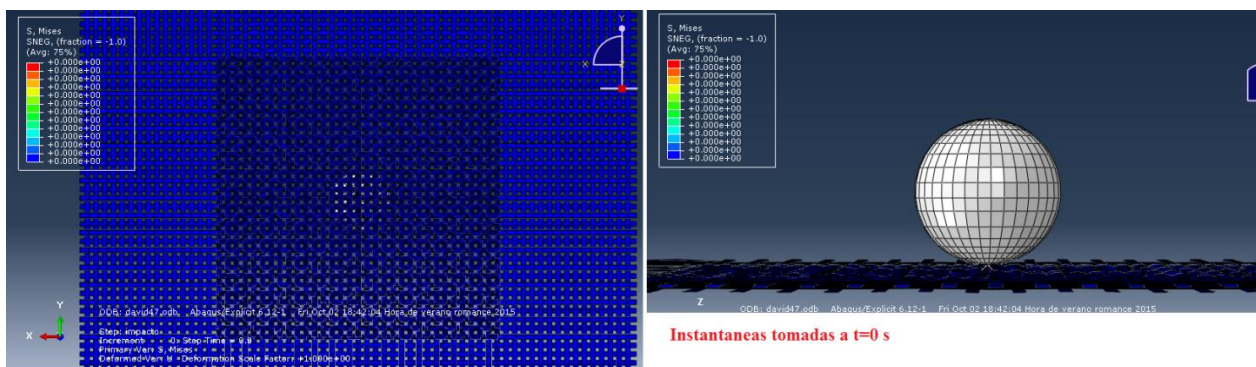 S, Mises
SNEG, (fraction = -1.0)
(Avg: 75%)
+0.000e+00
+0.000e+00
+0.000e+00
+0.000e+00
+0.000e+00
+0.000e+00
+0.000e+00
+0.000e+00
+0.000e+00
+0.000e+00
+0.000e+00
+0.000e+00
+0.000e+00
Y
X
Z
Y
X
ODB: david47.odb Abaqus/Explicit 6.12-1 Fri Oct 02 18:42:04 Hora de verano romance 2015
Step: impacto
Increment 0: Step Time = 0.0
Primary Var: S, Mises
Deformed Var: U Deformation Scale Factor: +1.000e+00
S, Mises
SNEG, (fraction = -1.0)
(Avg: 75%)
+0.000e+00
+0.000e+00
+0.000e+00
+0.000e+00
+0.000e+00
+0.000e+00
+0.000e+00
+0.000e+00
+0.000e+00
+0.000e+00
+0.000e+00
+0.000e+00
+0.000e+00
Z
ODB: david47.odb Abaqus/Explicit 6.12-1 Fri Oct 02 18:42:04 Hora de verano romance 2015
Instantaneas tomadas a t=0 s